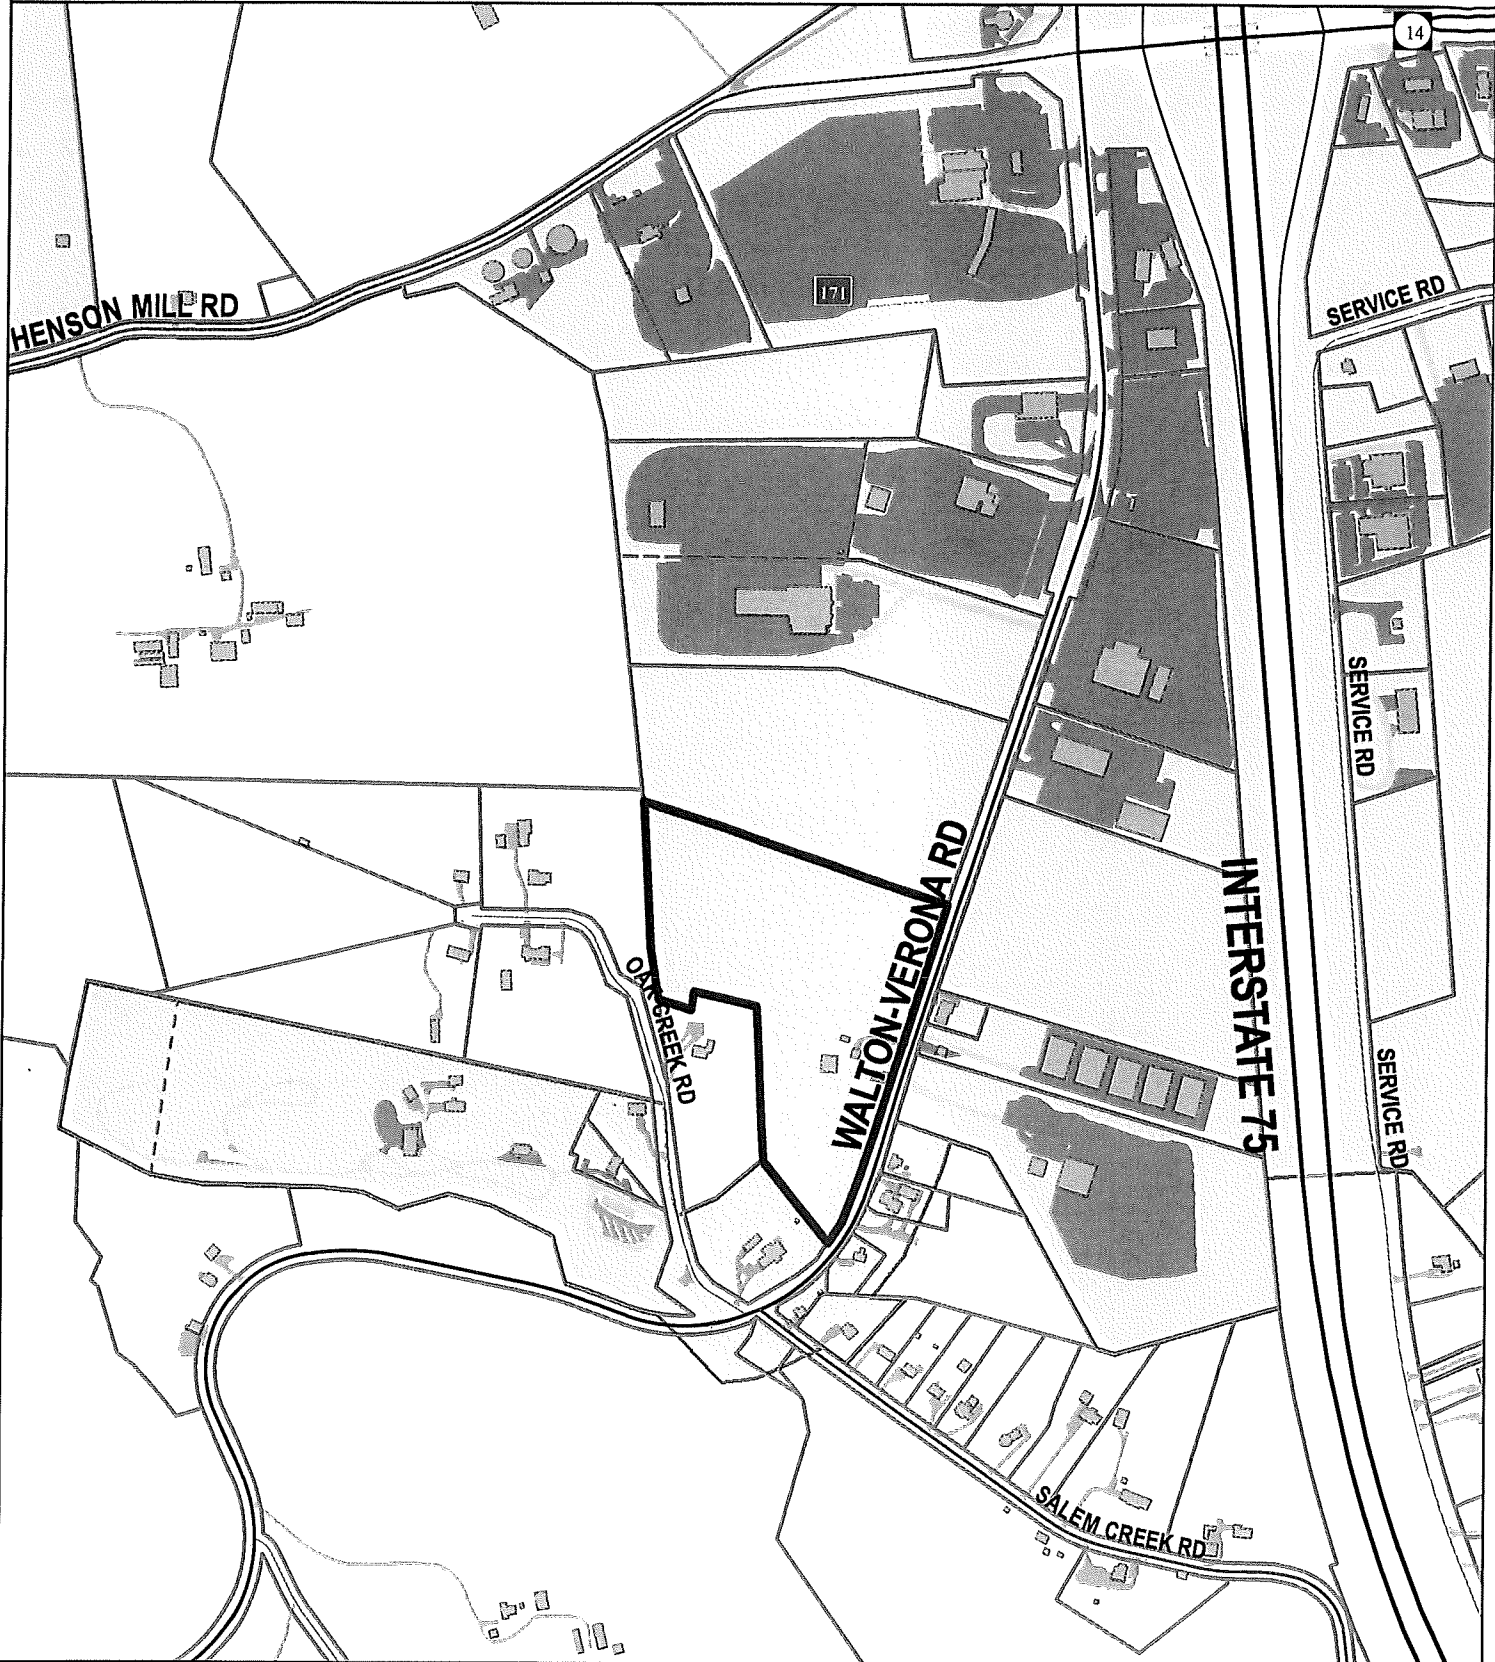 14
171
HENSON MILL RD
SERVICE RD
SERVICE RD
WALTON-VERONA RD
INTERSTATE 75
OAK CREEK RD
SERVICE RD
SALEM CREEK RD